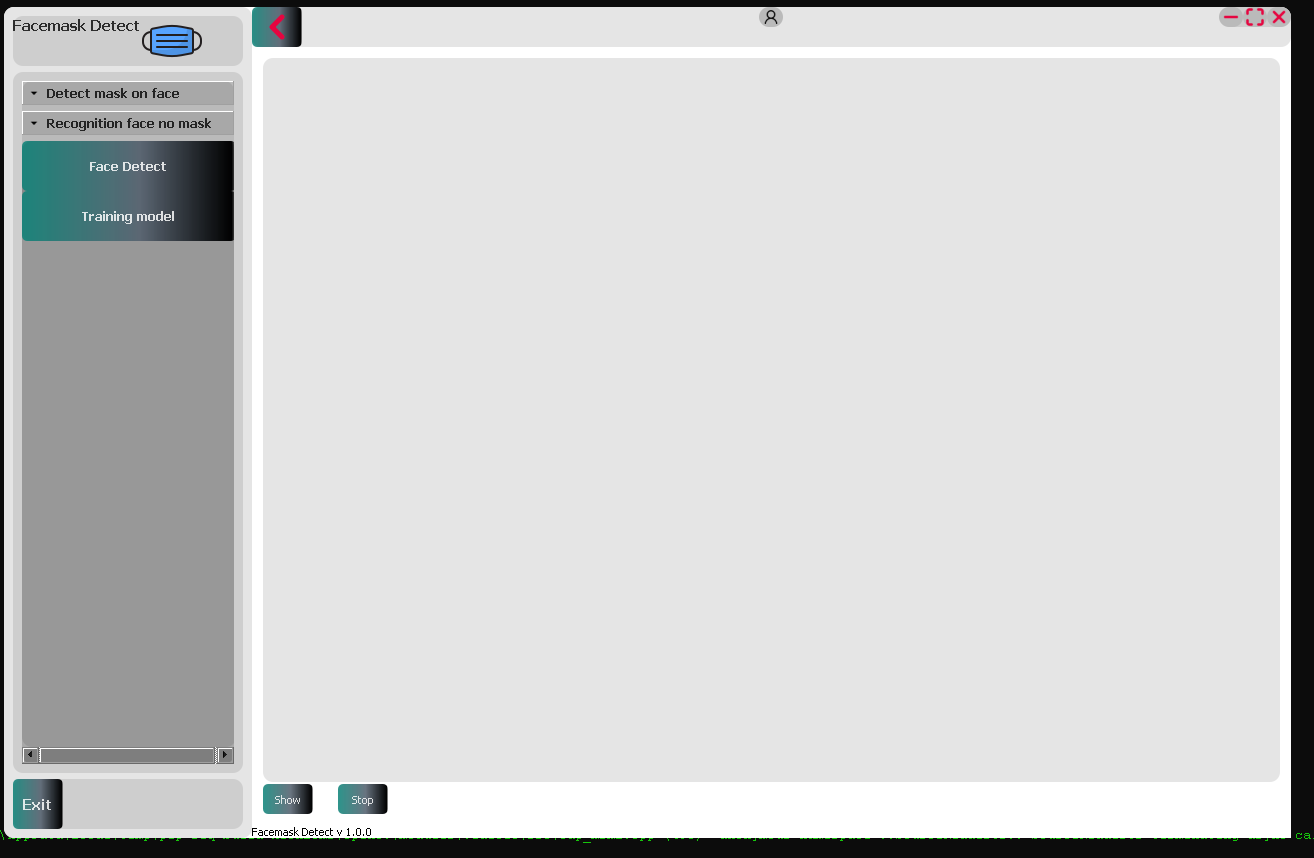 Facemask Detect
Detect mask on face
Recognition face no mask
Face Detect
Training model
Exit
Show
Stop
Facemask Detect v 1.0.0